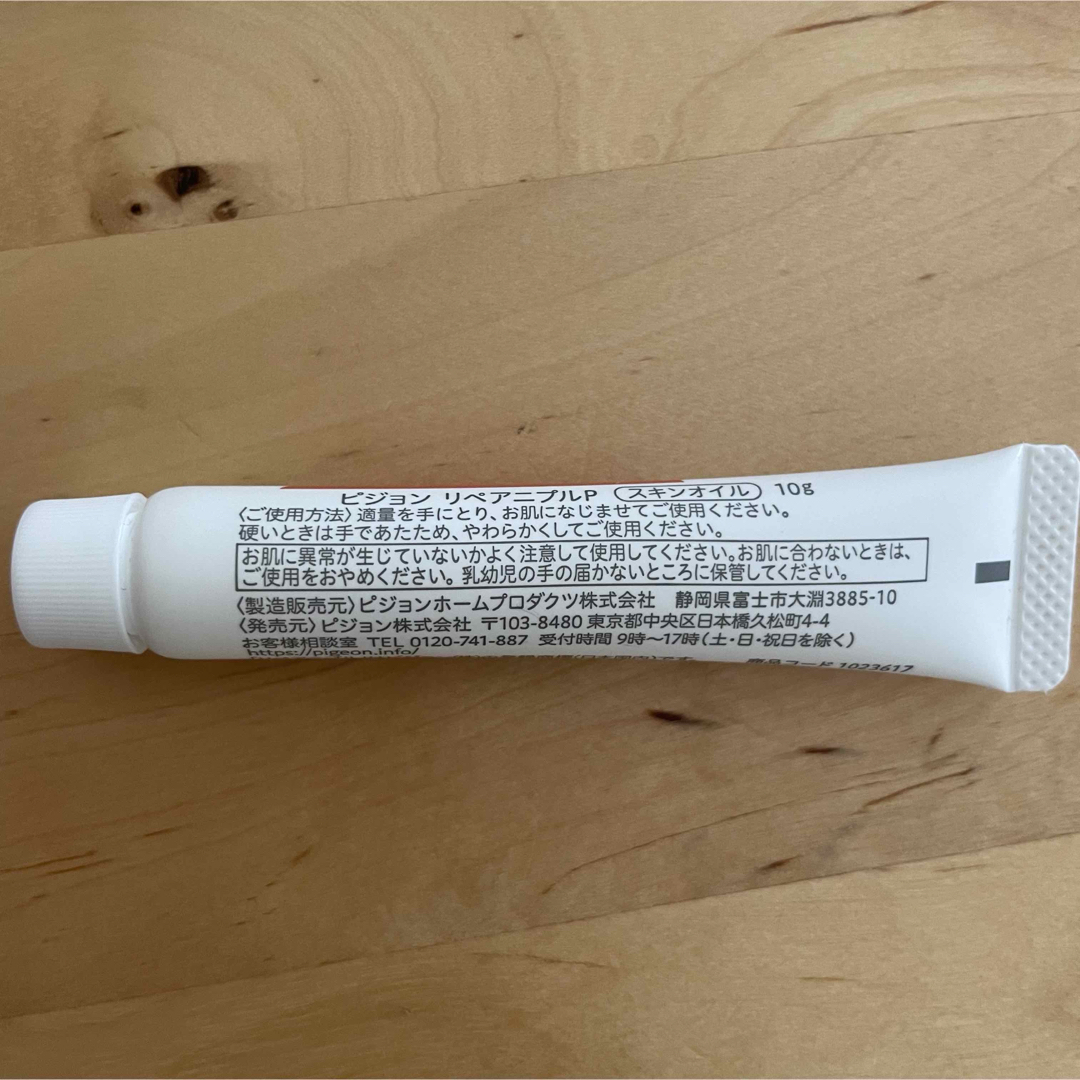 ピジョン リペアニプルP スキンオイル 10g
〈ご使用方法〉適量を手にとり、お肌になじませてご使用ください。
硬いときは手であたため、やわらかくしてご使用ください。
お肌に異常が生じていないかよく注意して使用してください。お肌に合わないときは、
ご使用をおやめください。乳幼児の手の届かないところに保管してください。
〈製造販売元〉ピジョンホームプロダクツ株式会社 静岡県富士市大淵3885-10
〈発売元〉ピジョン株式会社 〒103-8480 東京都中央区日本橋久松町4-4
お客様相談室 TEL 0120-741-887 受付時間 9時〜17時(土・日・祝日を除く)
https://pigeon.info/ 商品コード 1023617